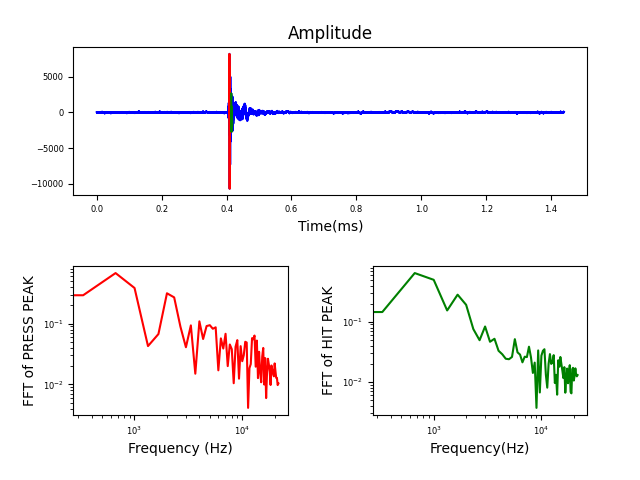 Amplitude
5000
0
−5000
−10000
0.0 0.2 0.4 0.6 0.8 1.0 1.2 1.4
Time(ms)
FFT of PRESS PEAK
10⁻¹
10⁻²
10³ 10⁴
Frequency (Hz)
FFT of HIT PEAK
10⁻¹
10⁻²
10³ 10⁴
Frequency(Hz)